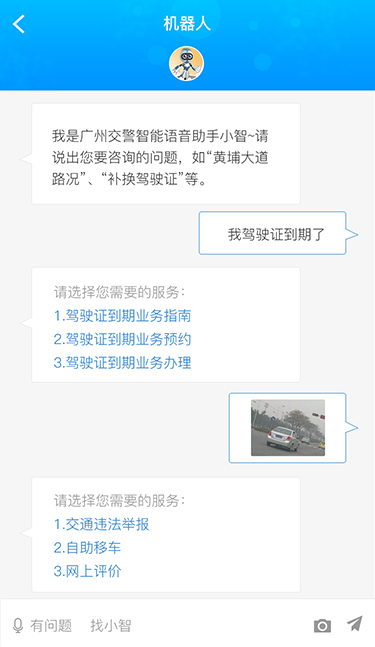 机器人
我是广州交警智能语音助手小智~请
说出您要咨询的问题，如“黄埔大道
路况”、“补换驾驶证”等。
我驾驶证到期了
请选择您需要的服务：
1.驾驶证到期业务指南
2.驾驶证到期业务预约
3.驾驶证到期业务办理
请选择您需要的服务：
1.交通违法举报
2.自助移车
3.网上评价
有问题 找小智